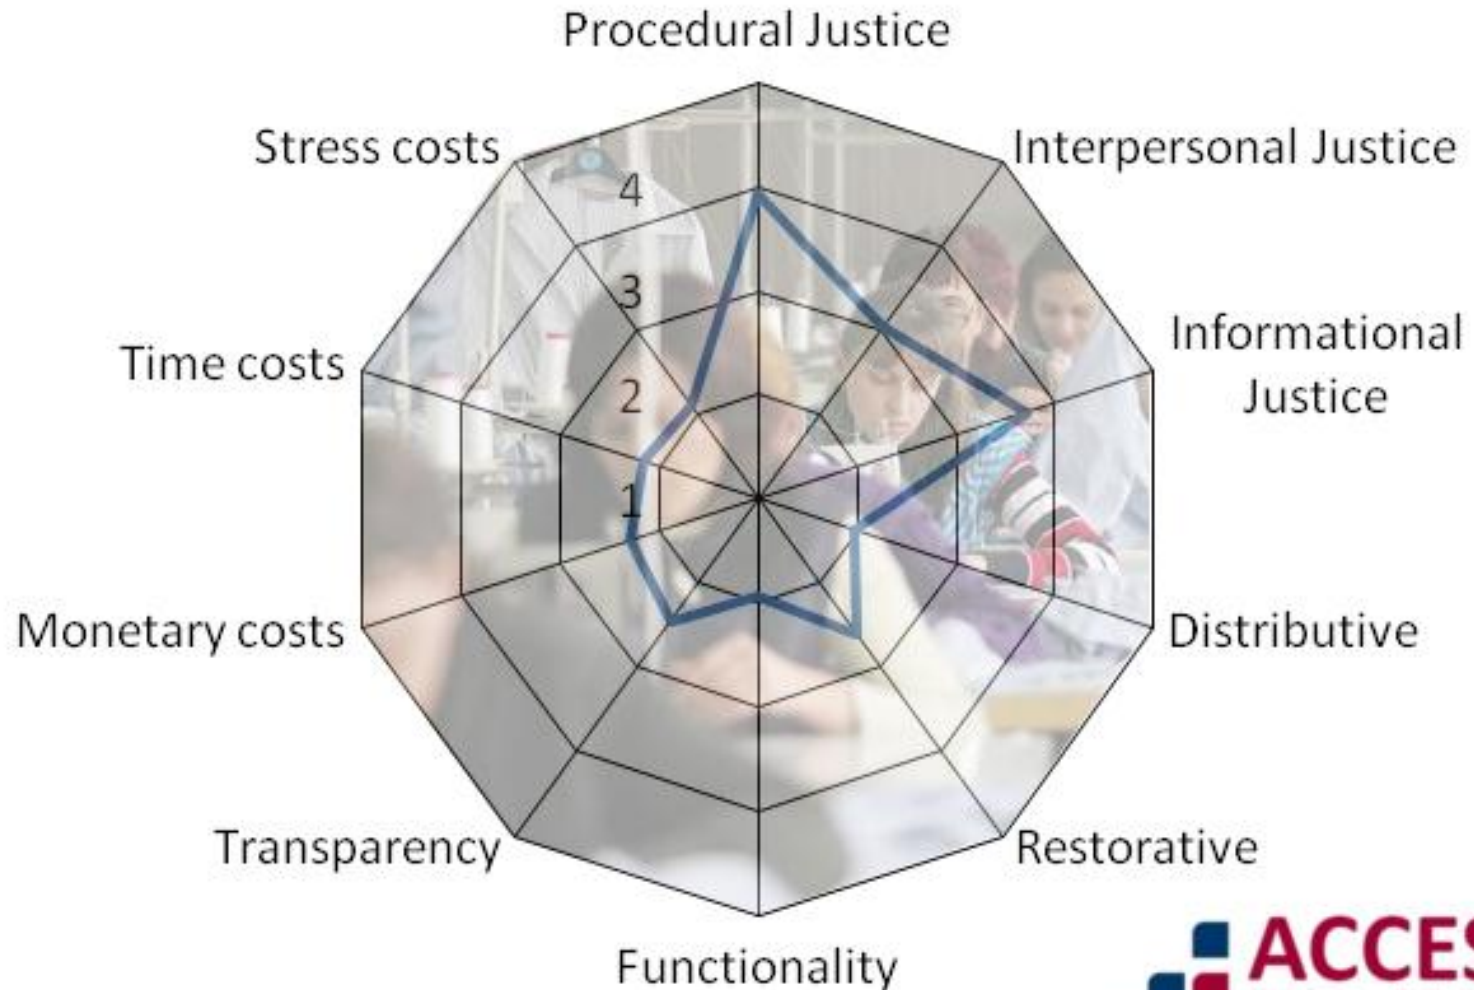 Procedural Justice
Stress costs
Interpersonal Justice
4
3
Informational
Justice
Time costs
2
1
Monetary costs
Distributive
Transparency
Restorative
Functionality